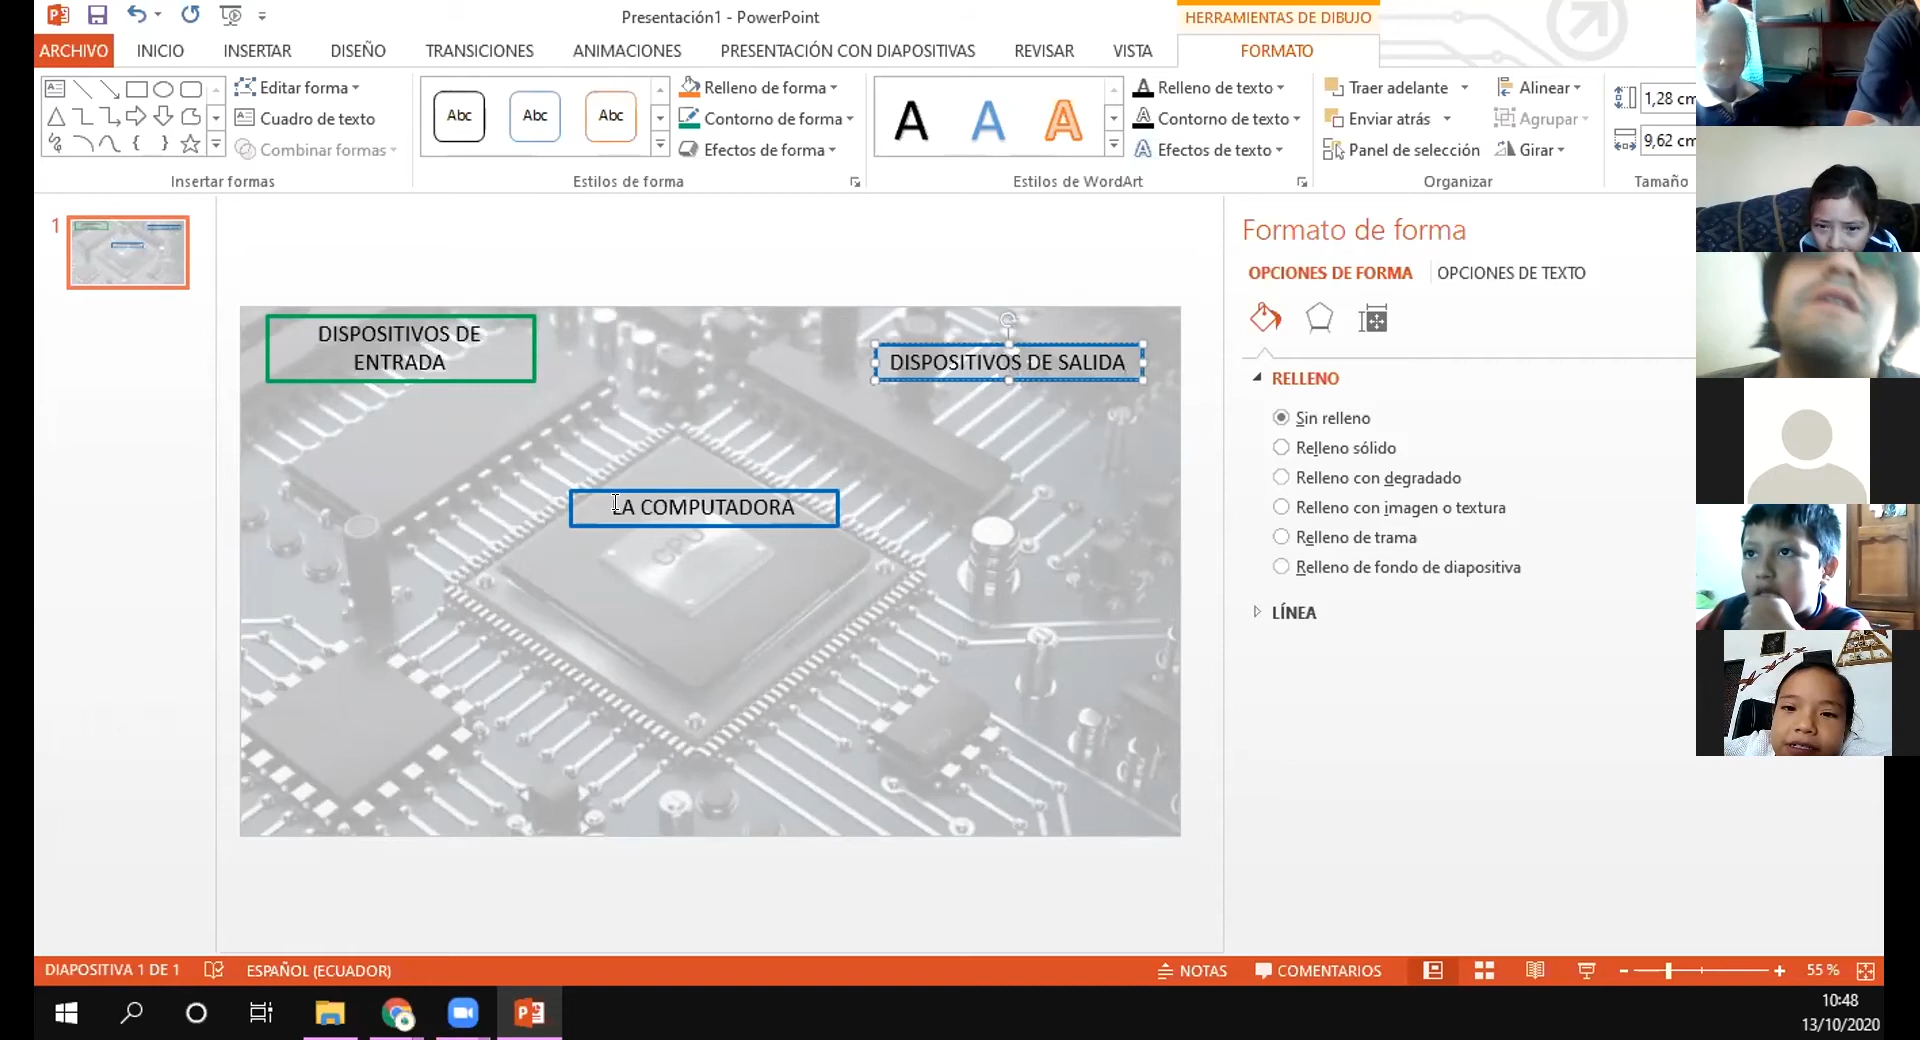 Presentación1 - PowerPoint
HERRAMIENTAS DE DIBUJO
ARCHIVO INICIO INSERTAR DISEÑO TRANSICIONES ANIMACIONES PRESENTACIÓN CON DIAPOSITIVAS REVISAR VISTA FORMATO
Editar forma
Cuadro de texto
Combinar formas
Insertar formas
Abc Abc Abc
Relleno de forma
Contorno de forma
Efectos de forma
Estilos de forma
A A A
Relleno de texto
Contorno de texto
Efectos de texto
Estilos de WordArt
Traer adelante
Enviar atrás
Panel de selección
Alinear
Agrupar
Girar
Organizar
1,28 cm
9,62 cm
Tamaño
1
DISPOSITIVOS DE
ENTRADA
DISPOSITIVOS DE SALIDA
LA COMPUTADORA
CPU
Formato de forma
OPCIONES DE FORMA OPCIONES DE TEXTO
RELLENO
Sin relleno
Relleno sólido
Relleno con degradado
Relleno con imagen o textura
Relleno de trama
Relleno de fondo de diapositiva
LÍNEA
DIAPOSITIVA 1 DE 1 ESPAÑOL (ECUADOR) NOTAS COMENTARIOS 55 %
10:48
13/10/2020